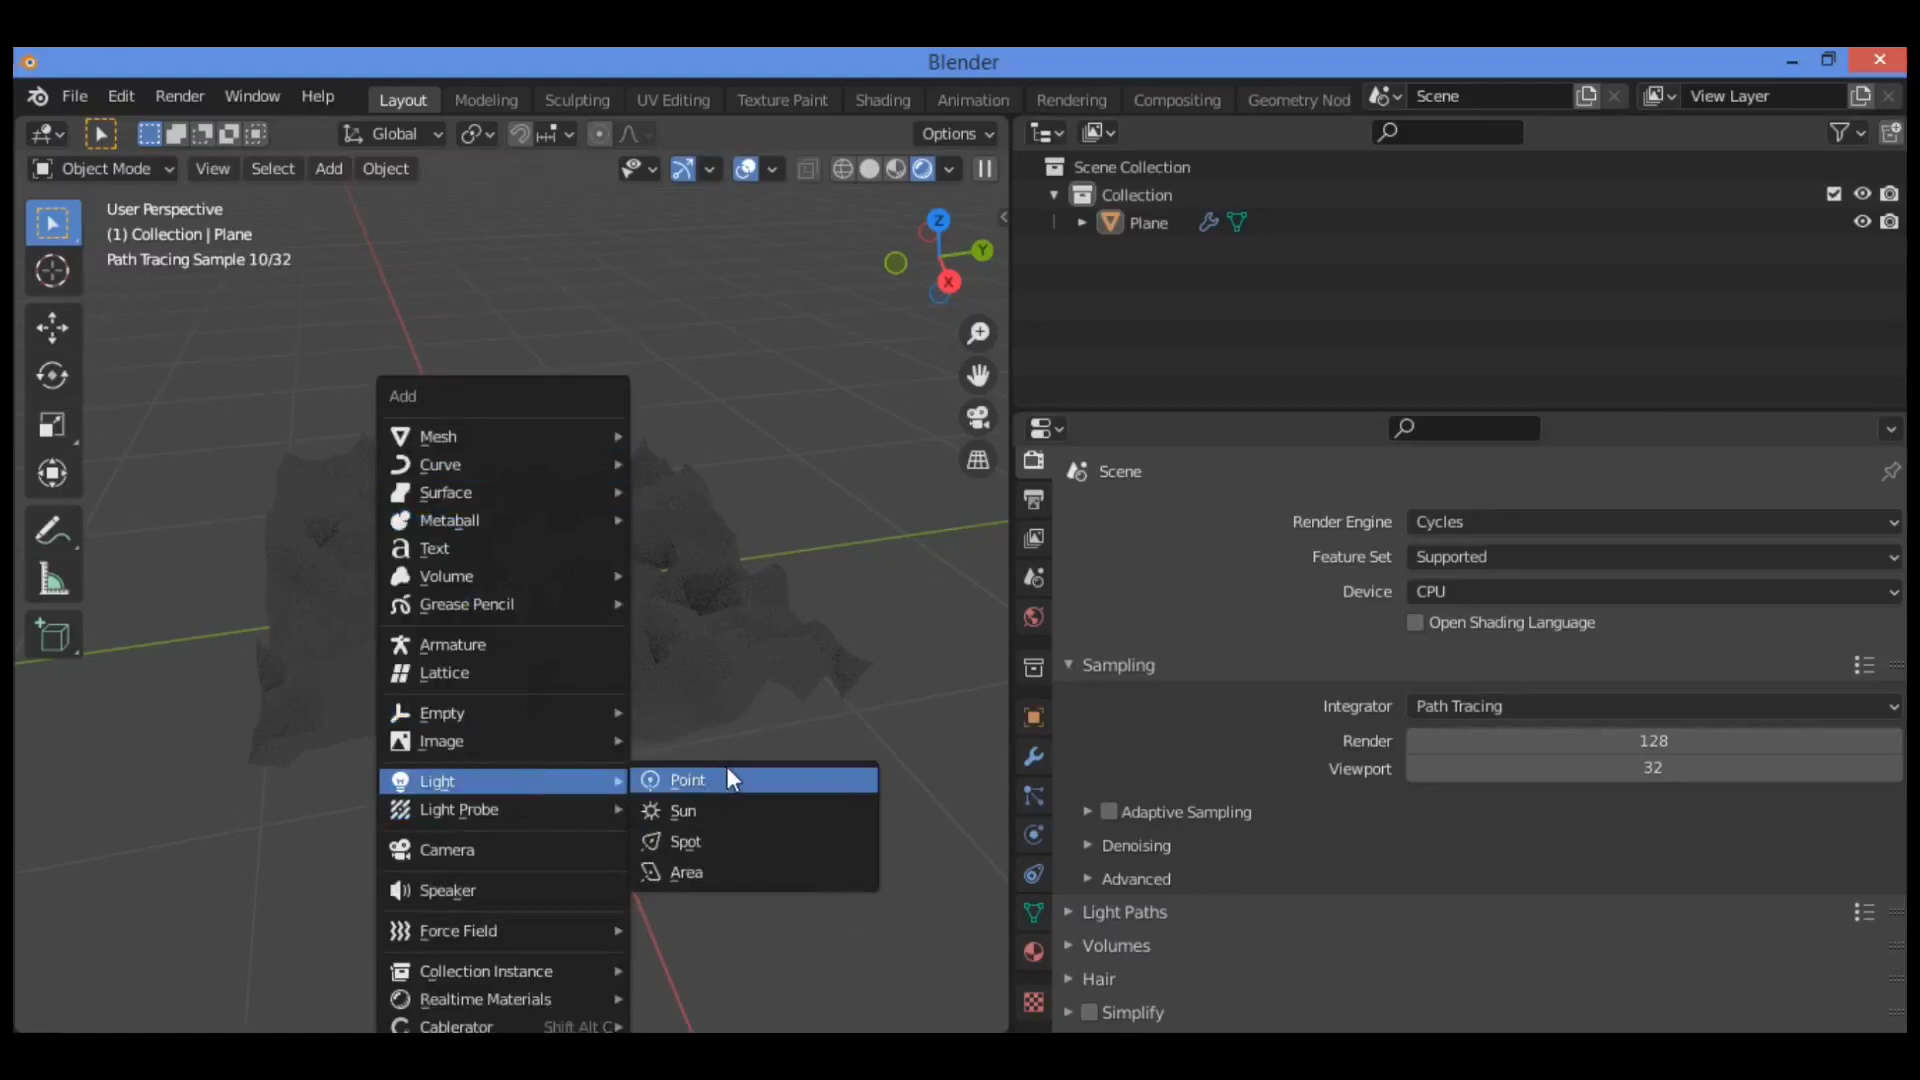 Blender
File Edit Render Window Help Layout Modeling Sculpting UV Editing Texture Paint Shading Animation Rendering Compositing Geometry Nod Scene View Layer
Global Options
Object Mode View Select Add Object
User Perspective
(1) Collection | Plane
Path Tracing Sample 10/32
Z
Y
X
Add
Mesh
Curve
Surface
Metaball
Text
Volume
Grease Pencil
Armature
Lattice
Empty
Image
Light
Light Probe
Camera
Speaker
Force Field
Collection Instance
Realtime Materials
Cablerator Shift Alt C
Point
Sun
Spot
Area
Scene Collection
Collection
Plane
Scene
Render Engine Cycles
Feature Set Supported
Device CPU
Open Shading Language
Sampling
Integrator Path Tracing
Render 128
Viewport 32
Adaptive Sampling
Denoising
Advanced
Light Paths
Volumes
Hair
Simplify